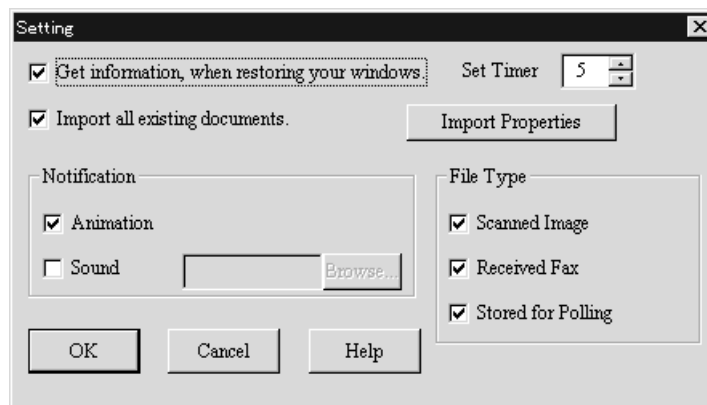 Setting
Get information, when restoring your windows. Set Timer 5
Import all existing documents. Import Properties
Notification
Animation
Sound Browse...
File Type
Scanned Image
Received Fax
Stored for Polling
OK Cancel Help